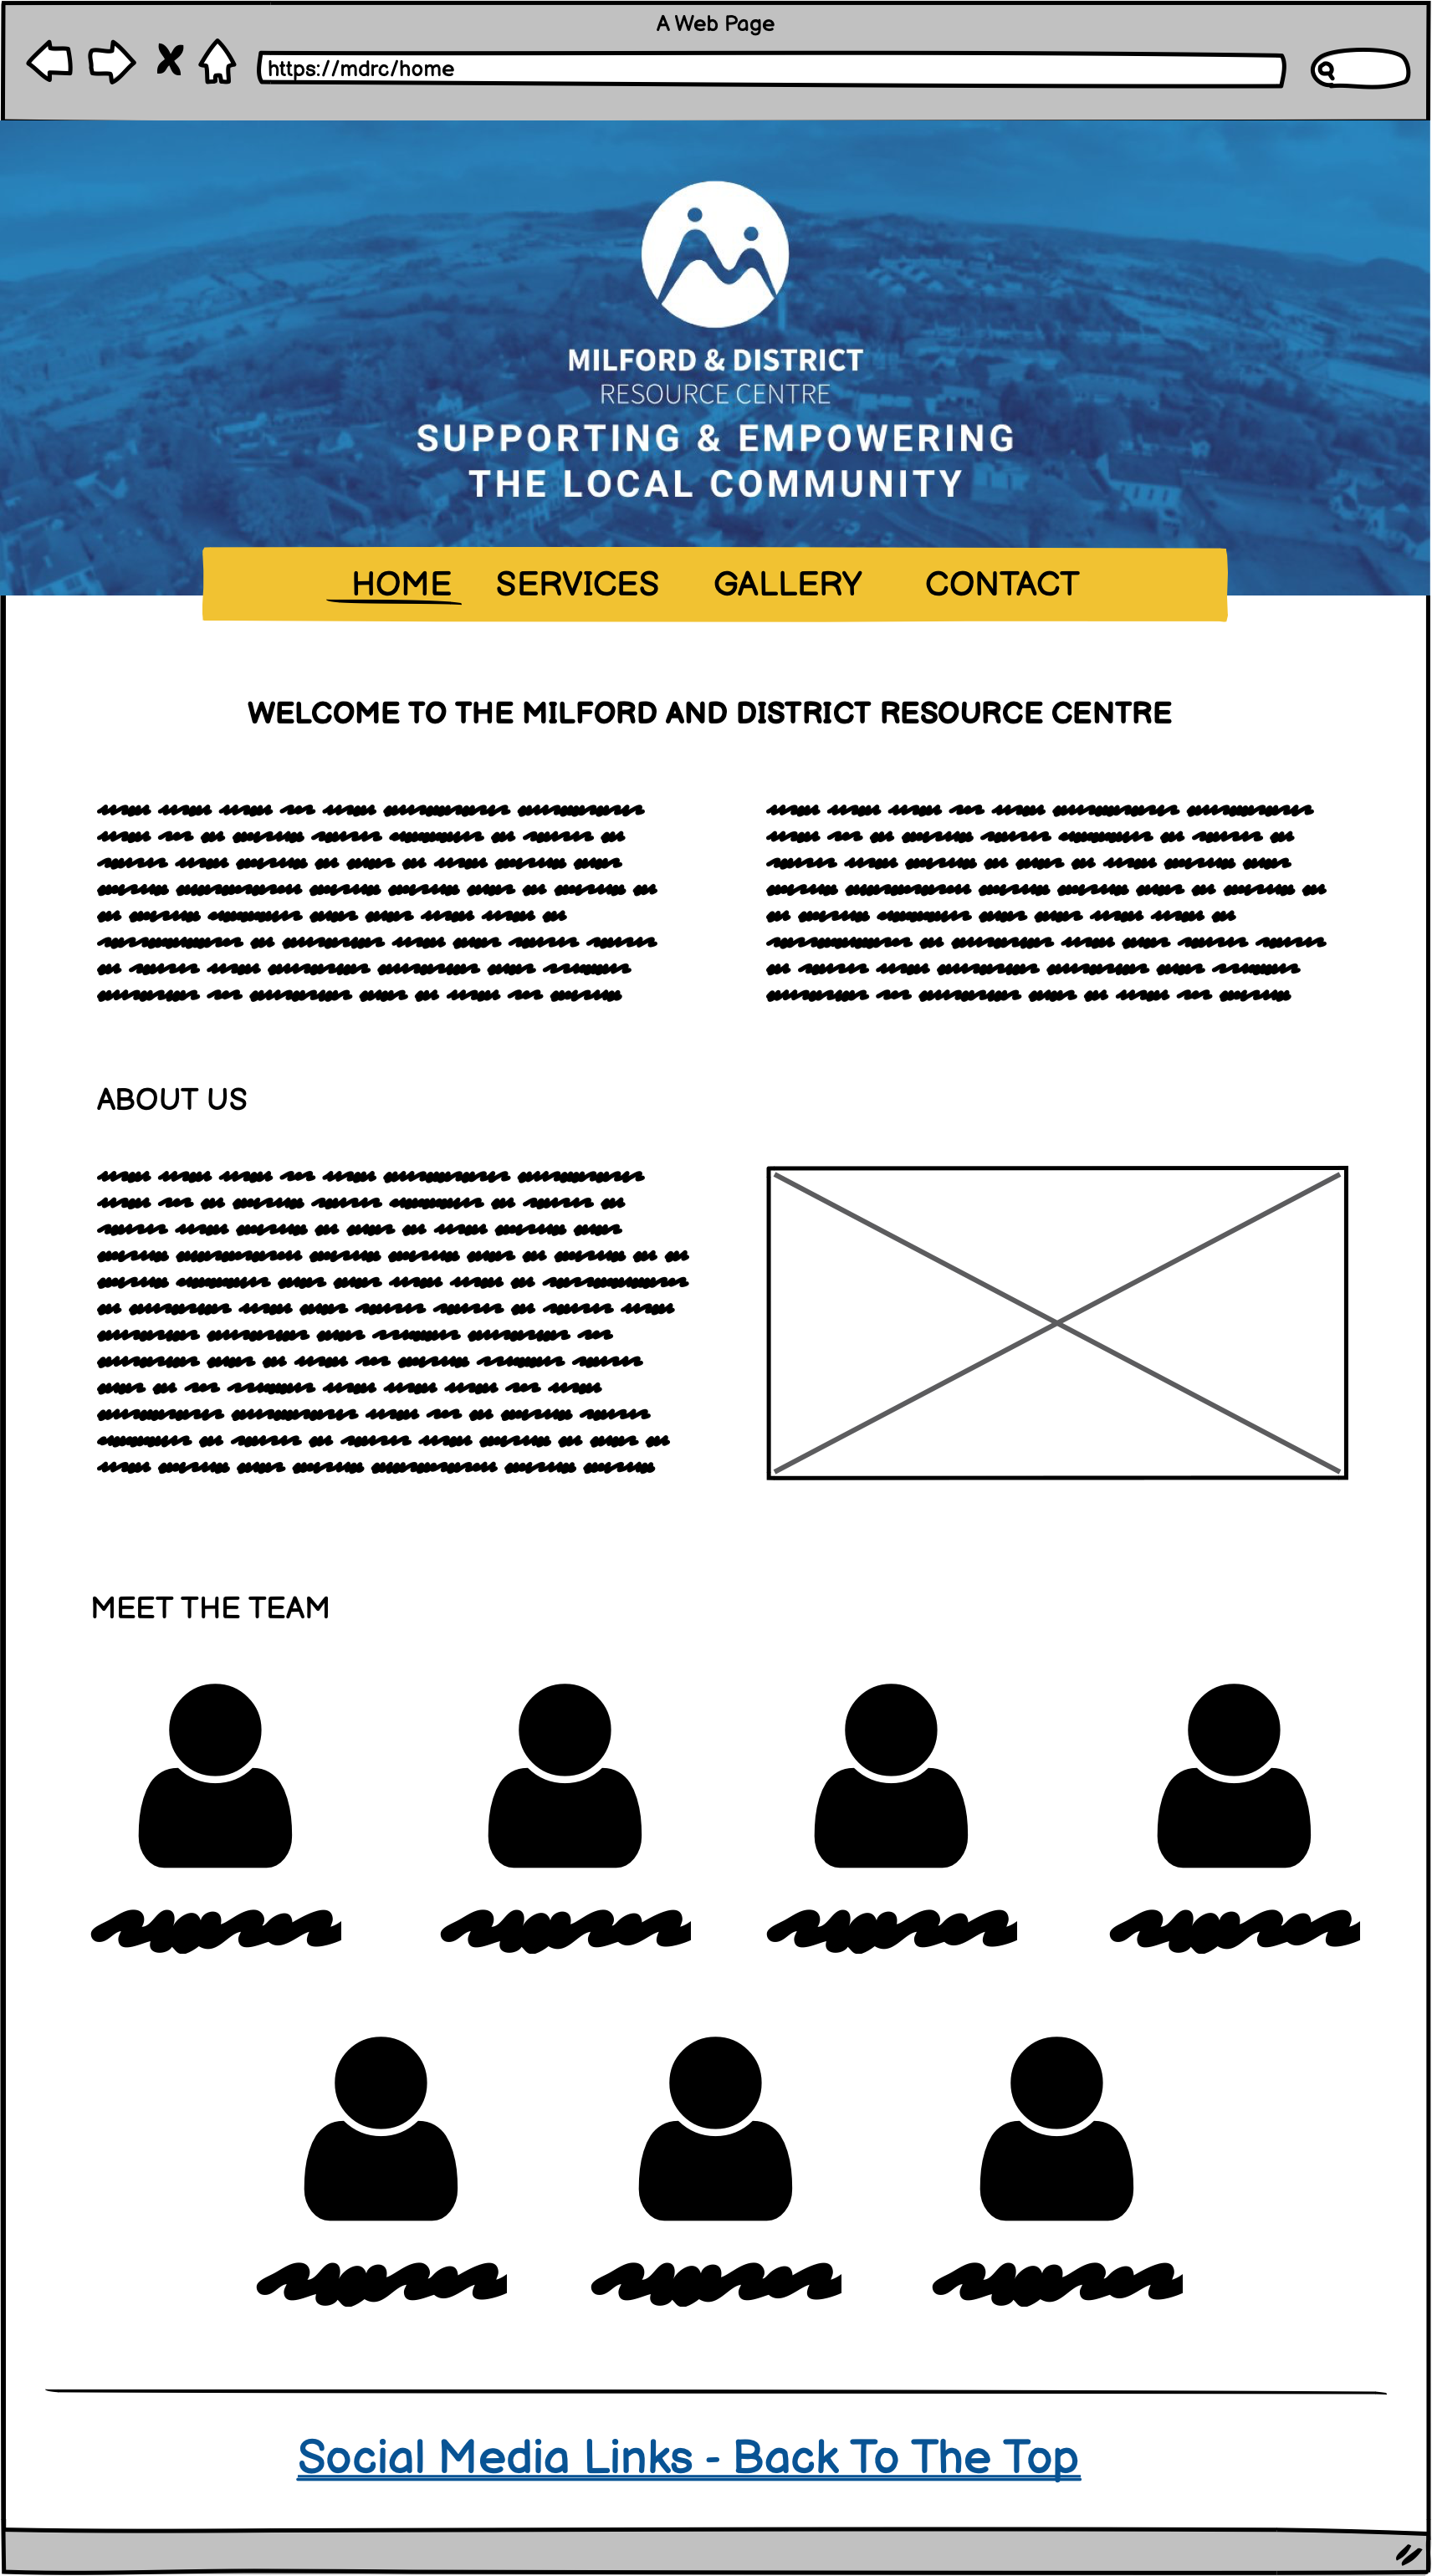 A Web Page
https://mdrc/home
MILFORD & DISTRICT
RESOURCE CENTRE
SUPPORTING & EMPOWERING
THE LOCAL COMMUNITY
HOME SERVICES GALLERY CONTACT
WELCOME TO THE MILFORD AND DISTRICT RESOURCE CENTRE
ABOUT US
MEET THE TEAM
Social Media Links - Back To The Top